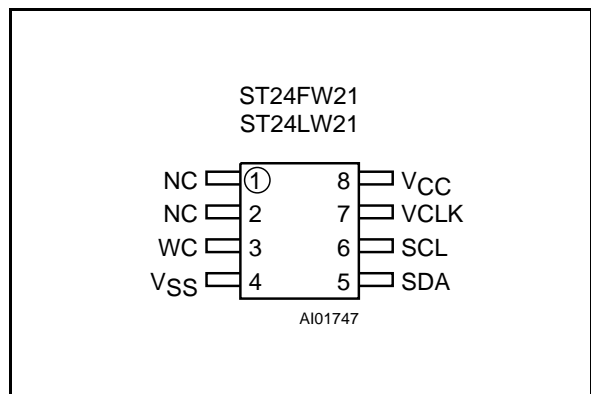 ST24FW21
ST24LW21
NC 1 8 VCC
NC 2 7 VCLK
WC 3 6 SCL
VSS 4 5 SDA
AI01747